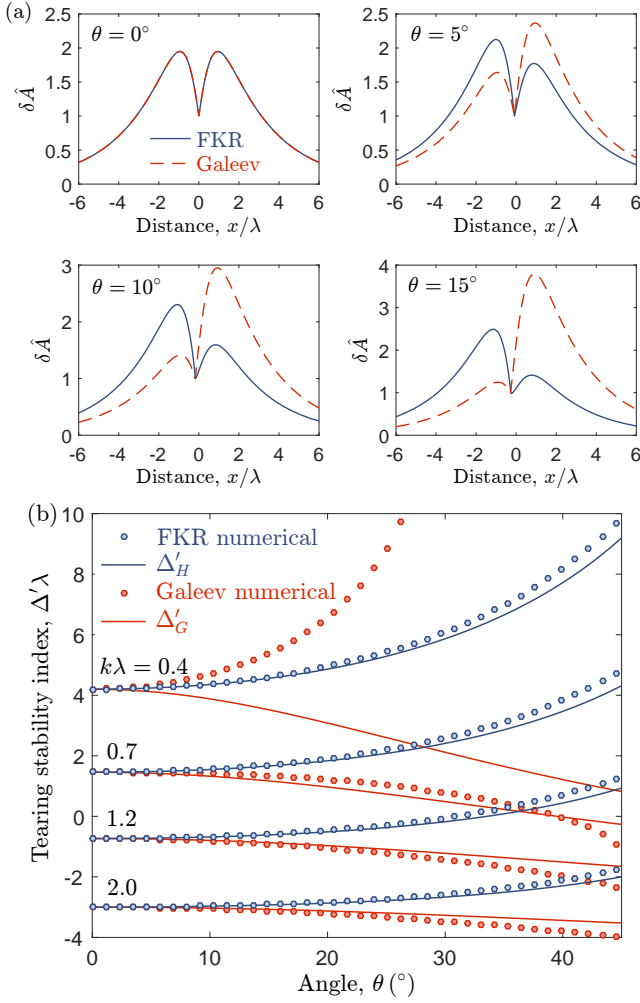 (a)
θ = 0° θ = 5°
2.5 2 1.5 1 0.5 0
δÂ
FKR
Galeev
-6 -4 -2 0 2 4 6
Distance, x/λ
2.5 2 1.5 1 0.5 0
δÂ
-6 -4 -2 0 2 4 6
Distance, x/λ
θ = 10° θ = 15°
3 2 1 0
δÂ
-6 -4 -2 0 2 4 6
Distance, x/λ
4 3 2 1 0
δÂ
-6 -4 -2 0 2 4 6
Distance, x/λ
(b)
10 8 6 4 2 0 -2 -4
Tearing stability index, Δ′λ
FKR numerical
Δ′_H
Galeev numerical
Δ′_G
kλ = 0.4
0.7
1.2
2.0
0 10 20 30 40
Angle, θ (°)